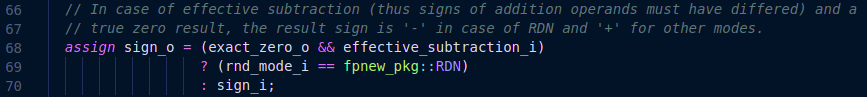 66 // In case of effective subtraction (thus signs of addition operands must have differed) and a
67 // true zero result, the result sign is '-' in case of RDN and '+' for other modes.
68 assign sign_o = (exact_zero_o && effective_subtraction_i)
69 ? (rnd_mode_i == fpnew_pkg::RDN)
70 : sign_i;